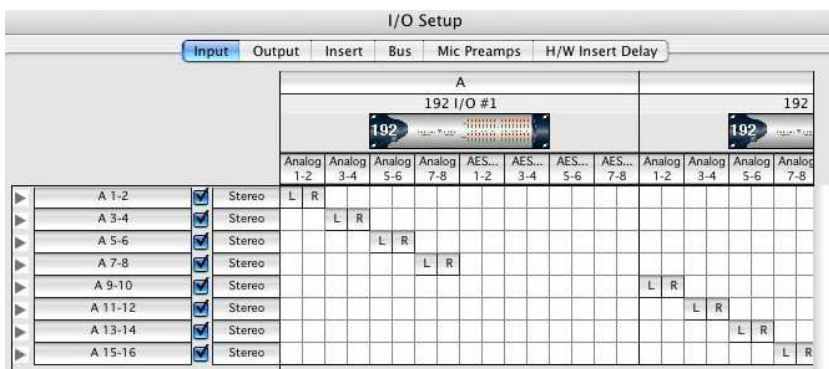 I/O Setup
Input Output Insert Bus Mic Preamps H/W Insert Delay
A
192 I/O #1 192
192 192
Analog Analog Analog Analog AES... AES... AES... AES... Analog Analog Analog Analog
1-2 3-4 5-6 7-8 1-2 3-4 5-6 7-8 1-2 3-4 5-6 7-8
A 1-2 Stereo L R
A 3-4 Stereo L R
A 5-6 Stereo L R
A 7-8 Stereo L R
A 9-10 Stereo L R
A 11-12 Stereo L R
A 13-14 Stereo L R
A 15-16 Stereo L R